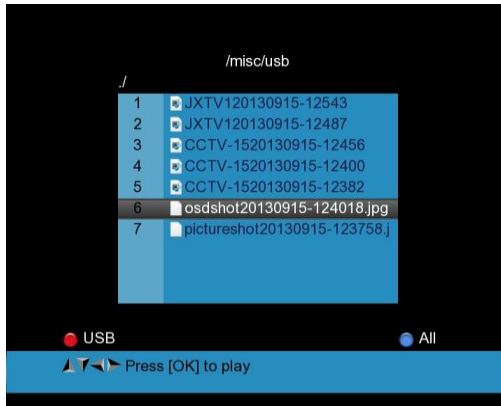 /misc/usb
./
1 JXTV120130915-12543
2 JXTV120130915-12487
3 CCTV-1520130915-12456
4 CCTV-1520130915-12400
5 CCTV-1520130915-12382
6 osdshot20130915-124018.jpg
7 pictureshot20130915-123758.j
USB All
Press [OK] to play